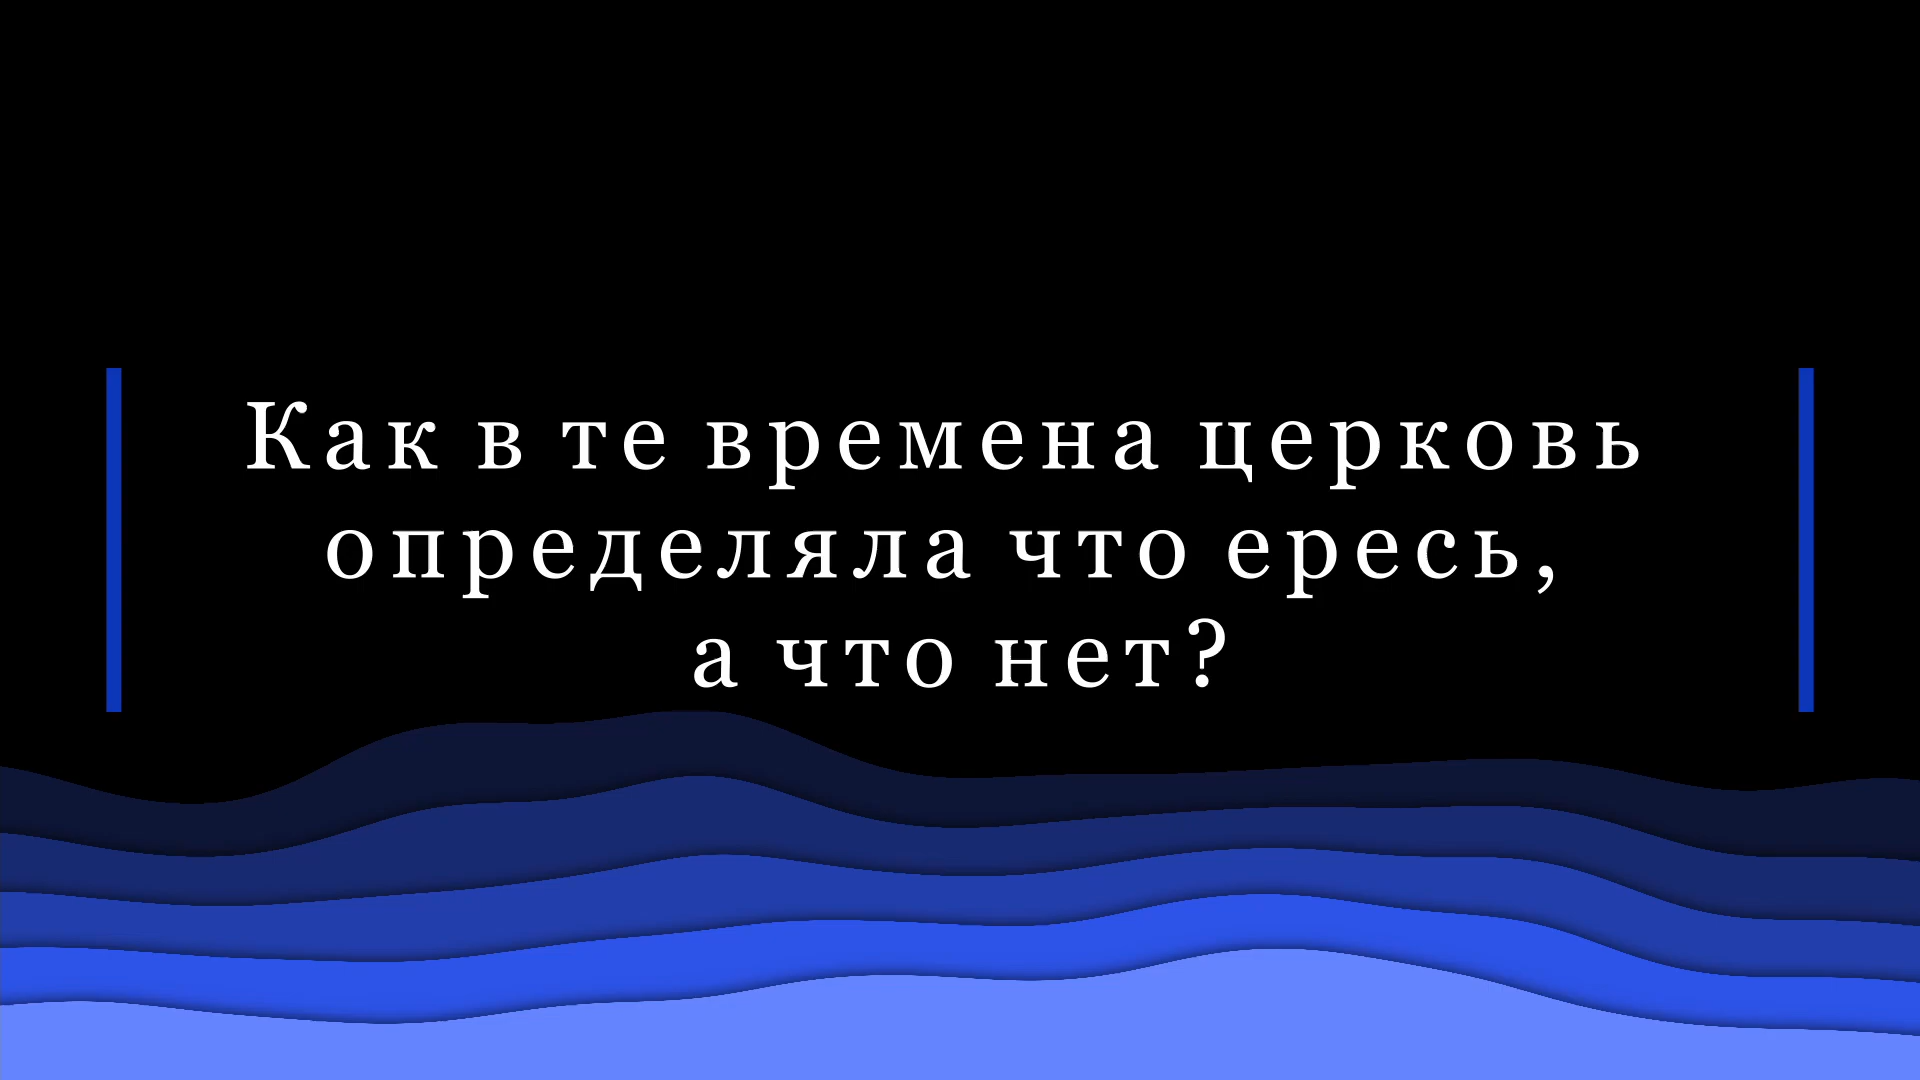 Как в те времена церковь
определяла что ересь,
а что нет?